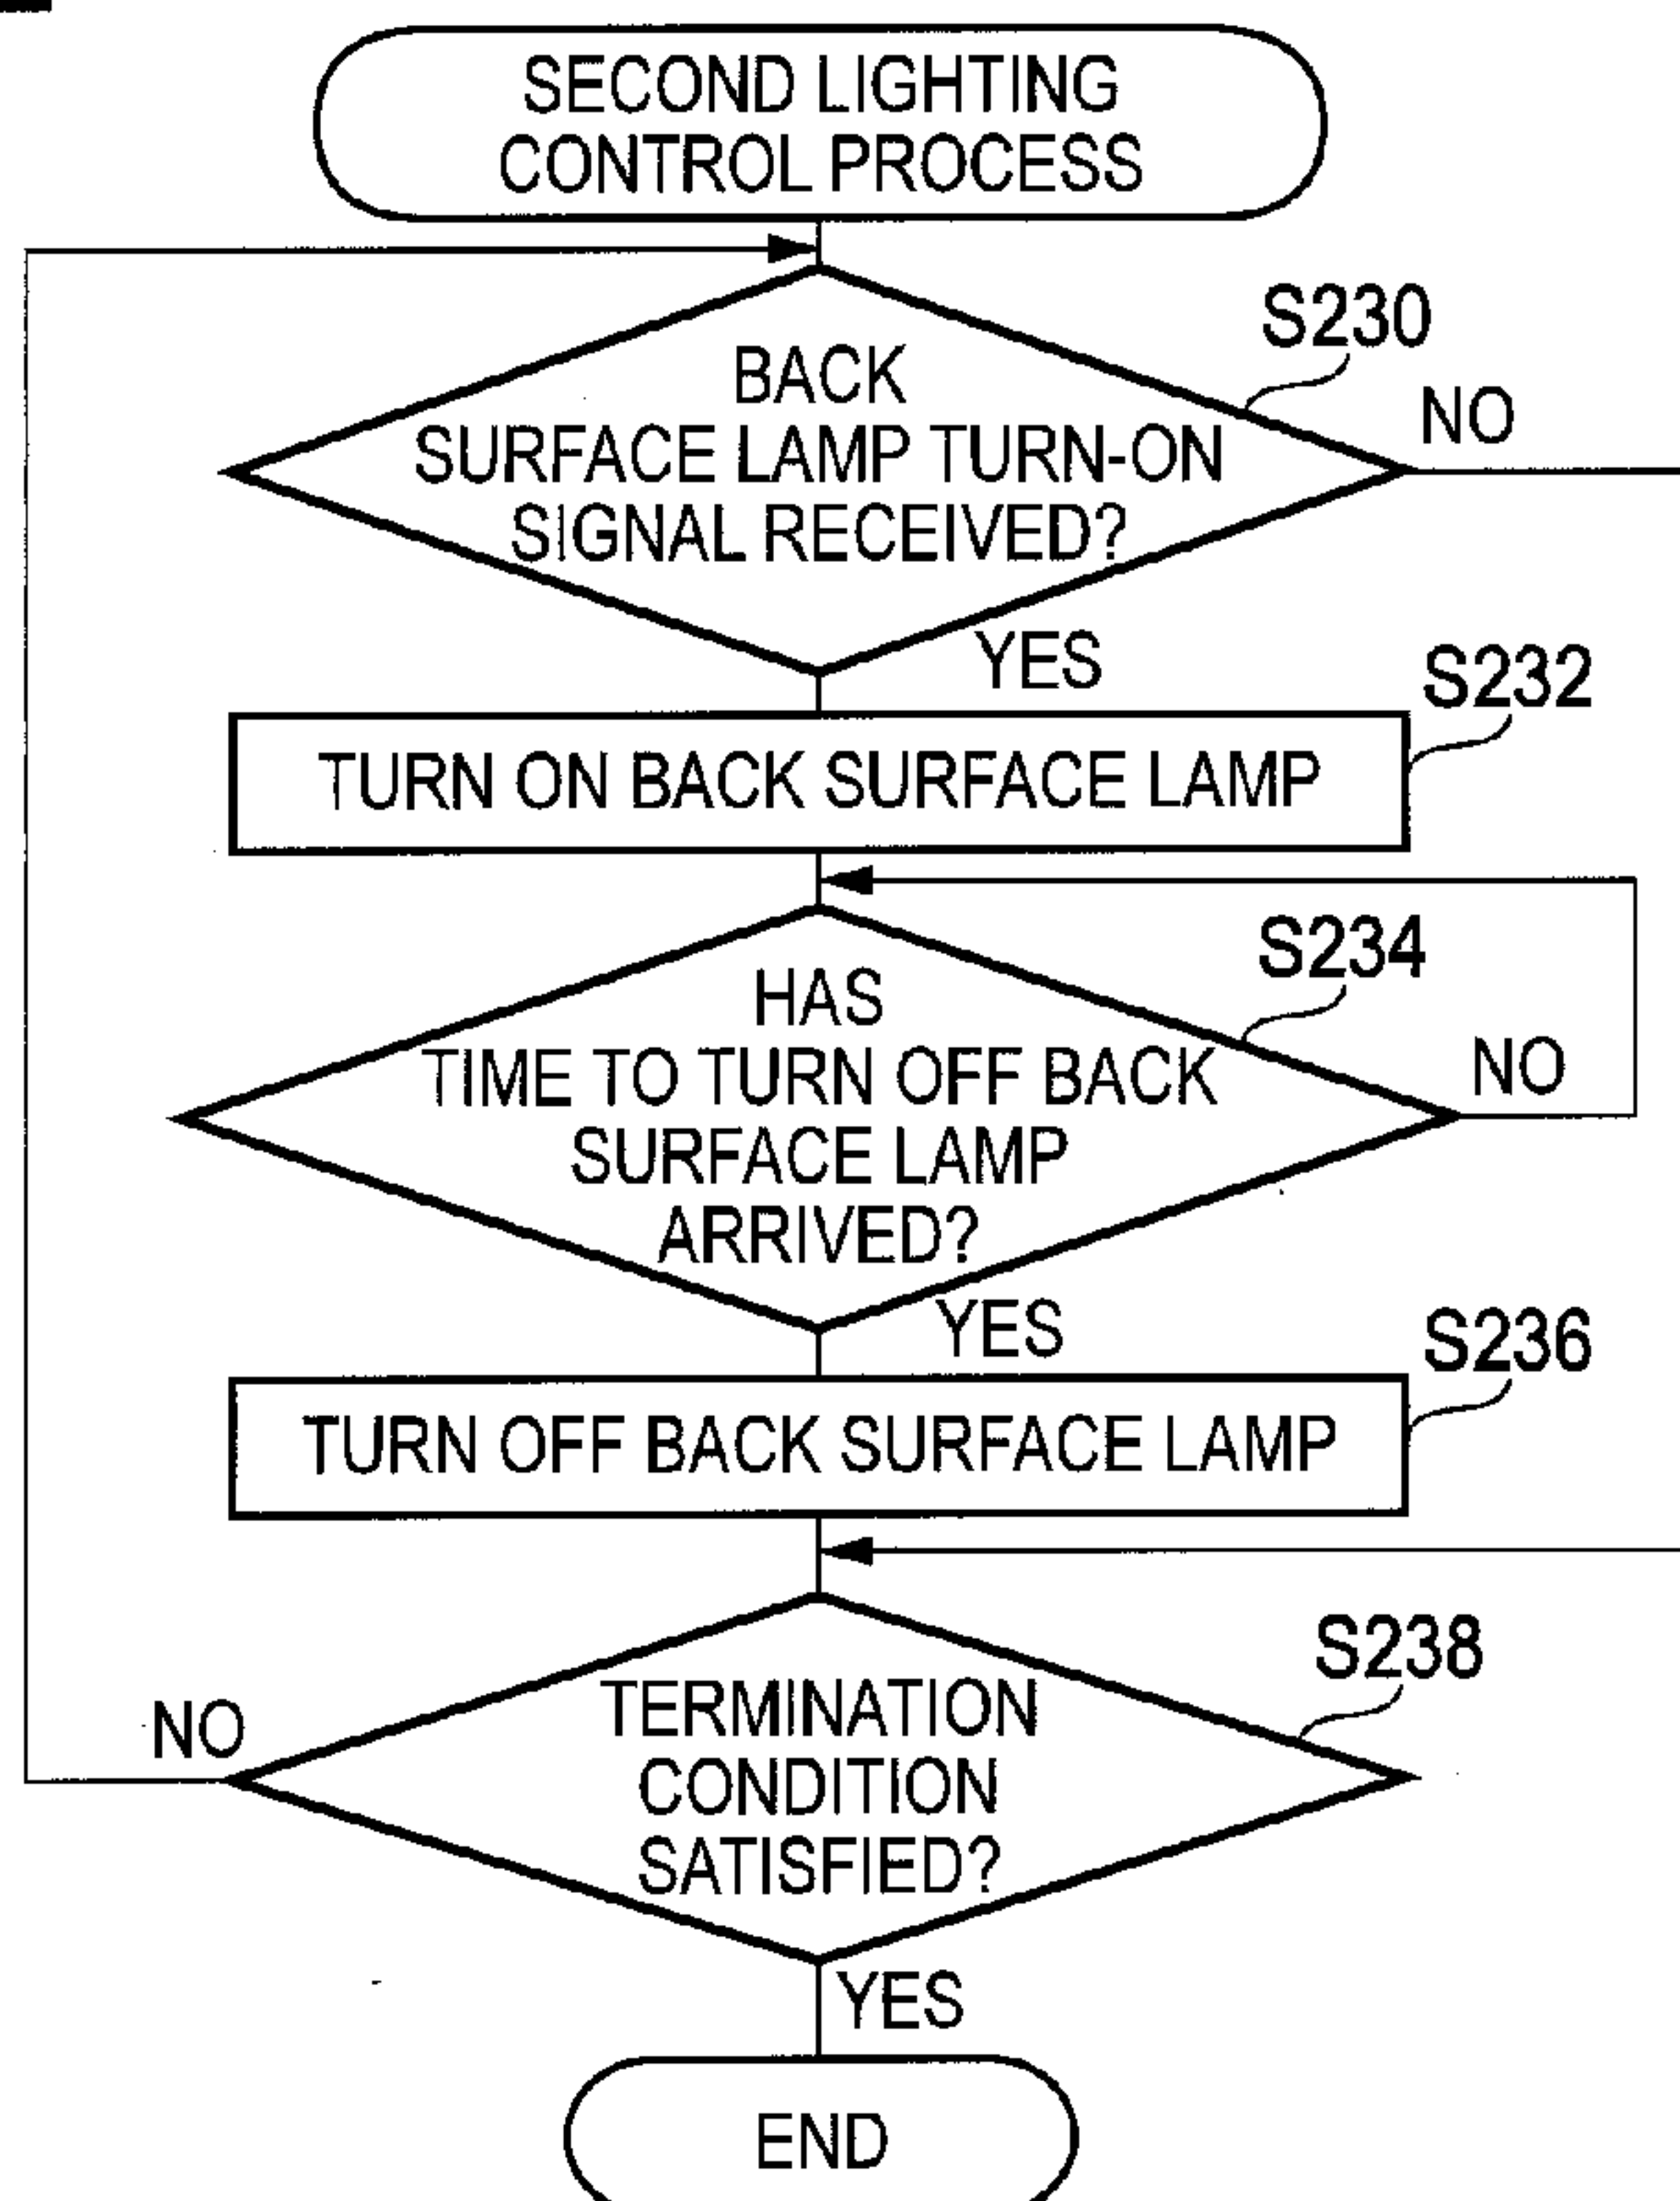 SECOND LIGHTING
CONTROL PROCESS
S230
BACK
SURFACE LAMP TURN-ON
SIGNAL RECEIVED?
NO
YES
S232
TURN ON BACK SURFACE LAMP
S234
HAS
TIME TO TURN OFF BACK
SURFACE LAMP
ARRIVED?
NO
YES
S236
TURN OFF BACK SURFACE LAMP
S238
TERMINATION
CONDITION
SATISFIED?
NO
YES
END